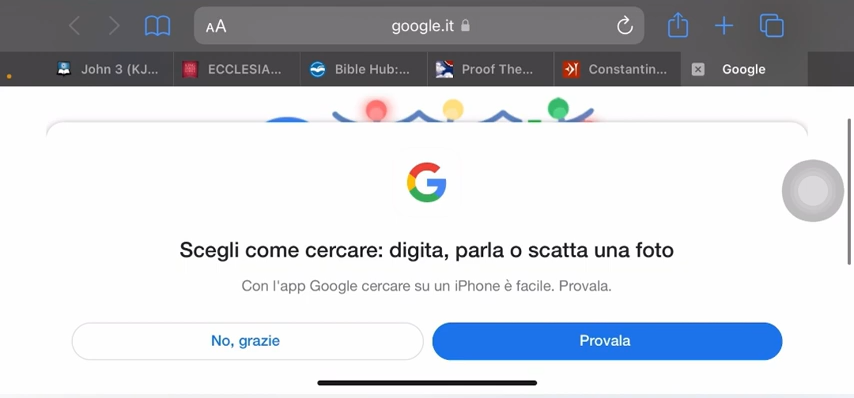 AA
google.it
John 3 (KJ...
ECCLESIA...
Bible Hub:...
Proof The...
Constantin...
Google
G
Scegli come cercare: digita, parla o scatta una foto
Con l'app Google cercare su un iPhone è facile. Provala.
No, grazie
Provala